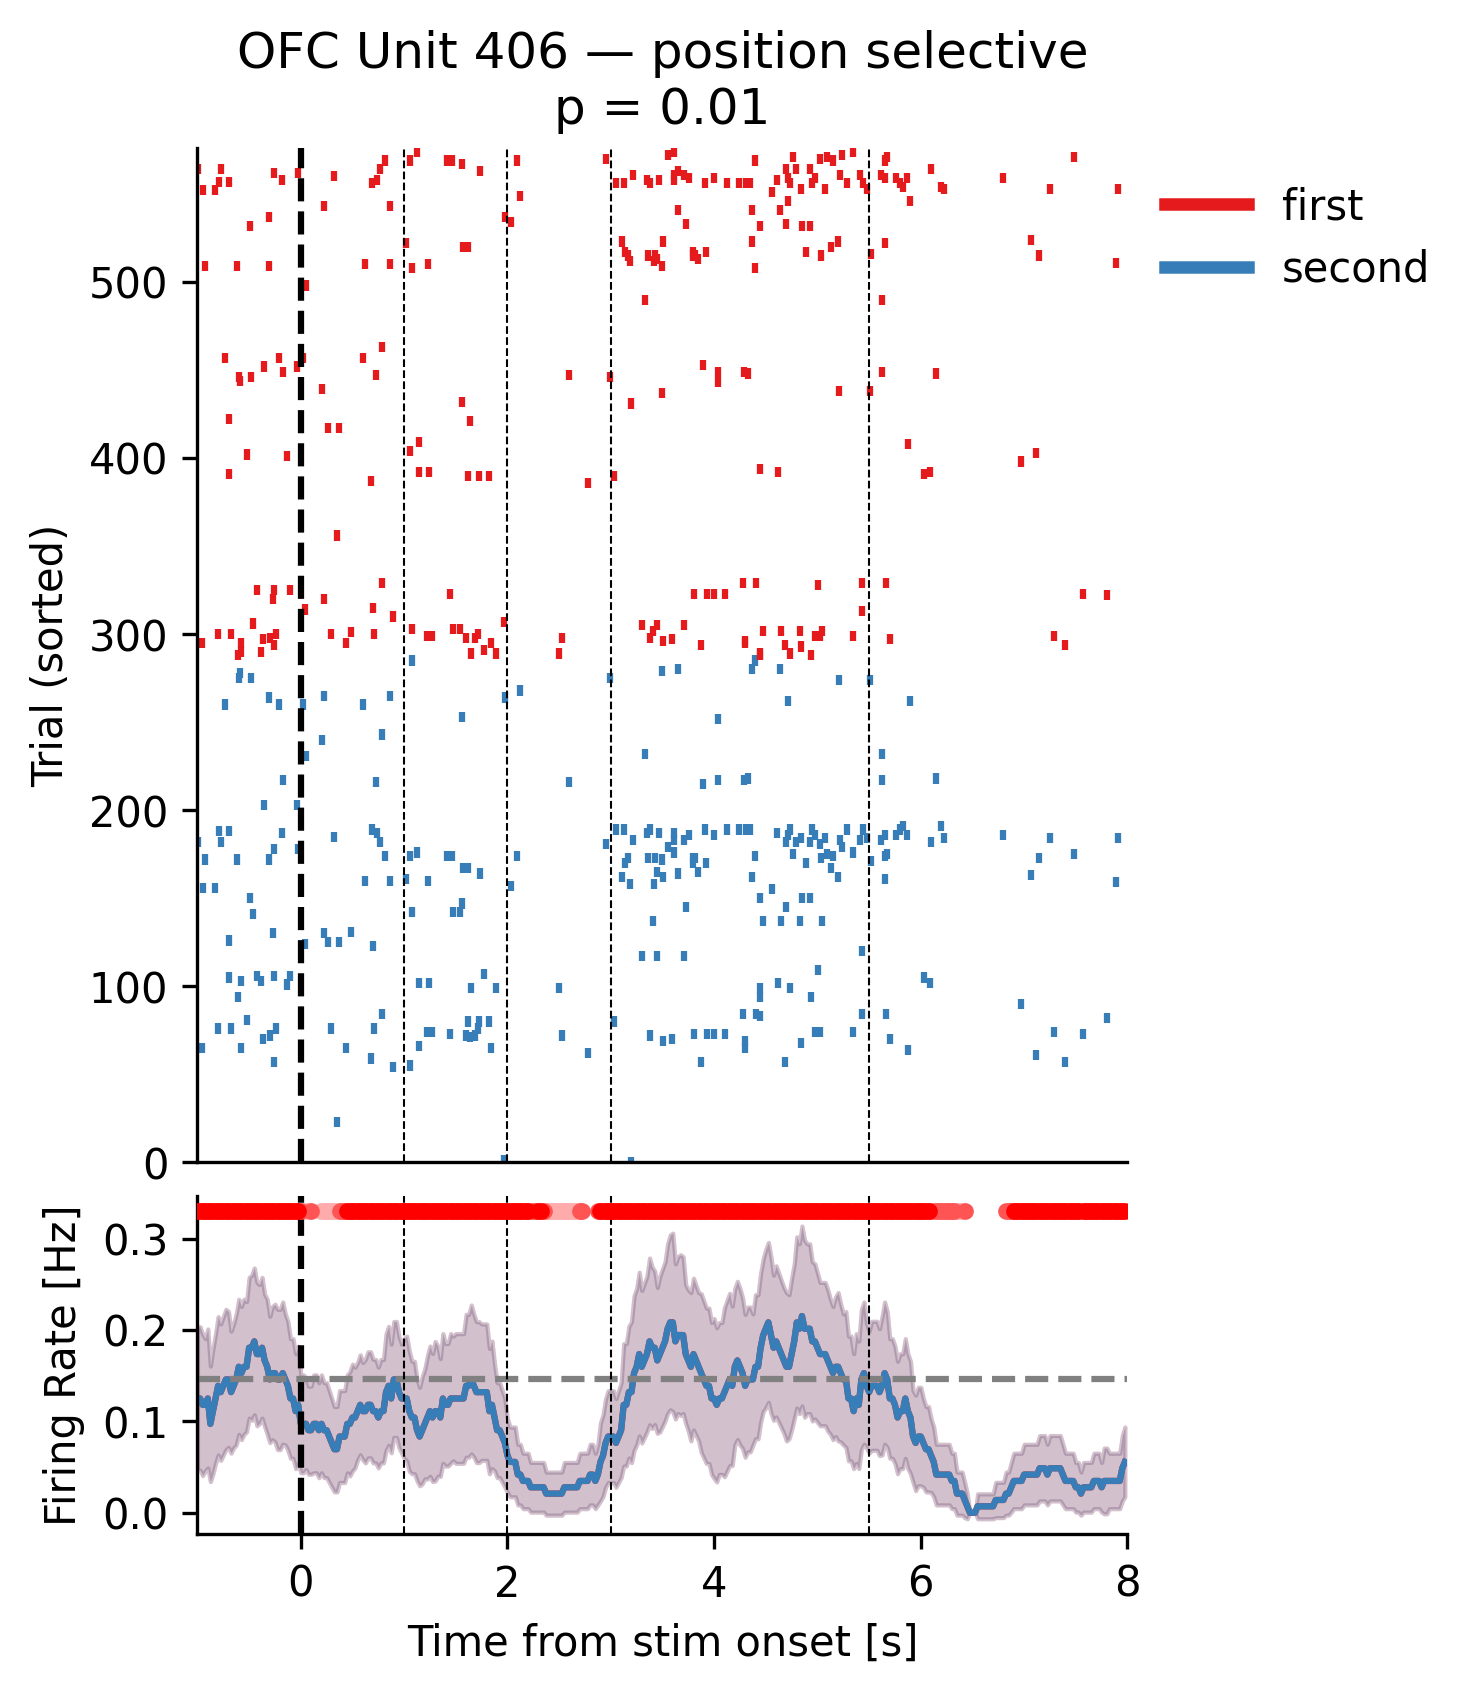 OFC Unit 406 — position selective
p = 0.01
first
second
Trial (sorted)
500
400
300
200
100
0
Firing Rate [Hz]
0.3
0.2
0.1
0.0
0 2 4 6 8
Time from stim onset [s]